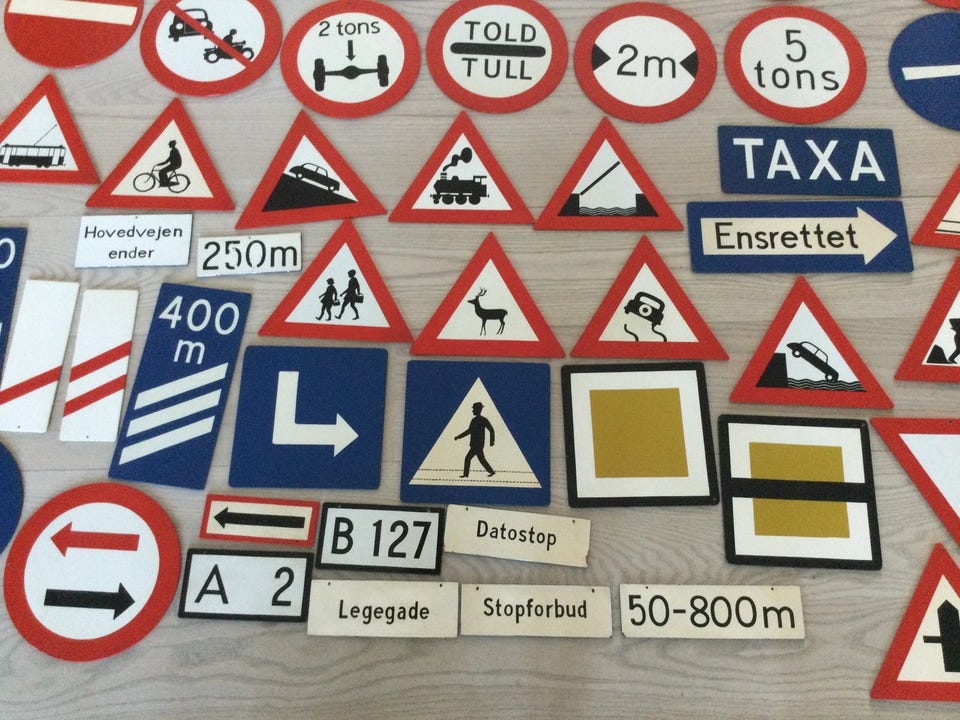 2 tons
TOLD
TULL
2m
5
tons
TAXA
Hovedvejen
ender
250m
Ensrettet
400
m
B 127
Datostop
A 2
Legegade
Stopforbud
50-800m